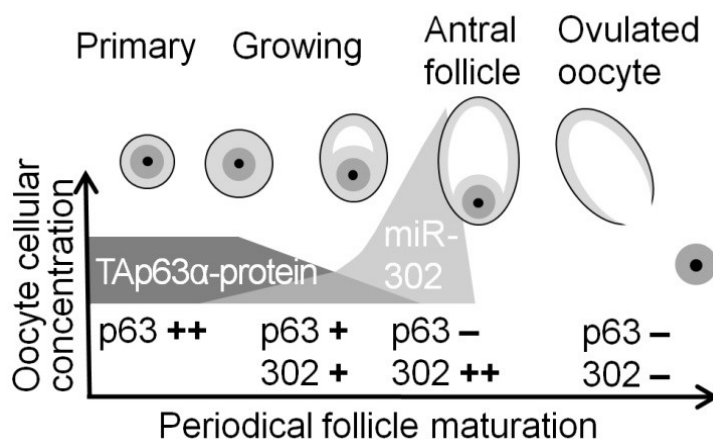 Primary
Growing
Antral
follicle
Ovulated
oocyte
Oocyte cellular
concentration
TAp63α-protein
miR-
302
p63 ++
p63 +
302 +
p63 –
302 ++
p63 –
302 –
Periodical follicle maturation